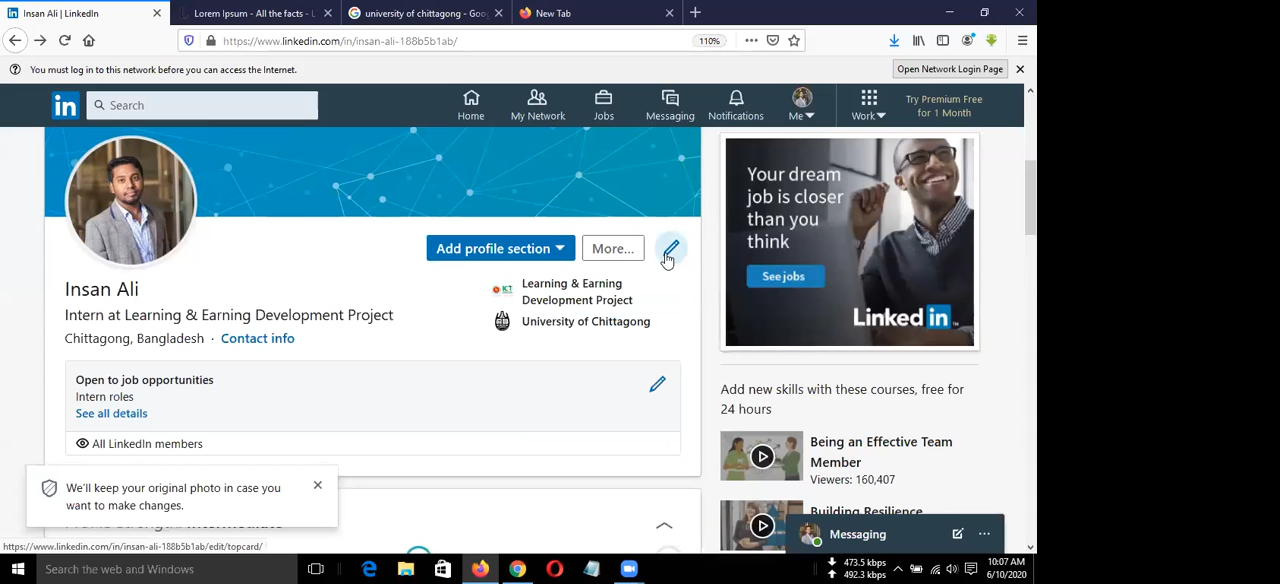 Insan Ali | LinkedIn
Lorem Ipsum - All the facts - L
university of chittagong - Goo
New Tab
https://www.linkedin.com/in/insan-ali-188b5b1ab/
110%
You must log in to this network before you can access the Internet.
Open Network Login Page
in
Search
Home
My Network
Jobs
Messaging
Notifications
Me
Work
Try Premium Free
for 1 Month
Add profile section
More...
Insan Ali
Intern at Learning & Earning Development Project
Chittagong, Bangladesh · Contact info
Learning & Earning
Development Project
University of Chittagong
Open to job opportunities
Intern roles
See all details
All LinkedIn members
We'll keep your original photo in case you
want to make changes.
https://www.linkedin.com/in/insan-ali-188b5b1ab/edit/topcard/
Your dream
job is closer
than you
think
See jobs
Linked in
Add new skills with these courses, free for
24 hours
Being an Effective Team
Member
Viewers: 160,407
Building Resilience
Messaging
Search the web and Windows
473.5 kbps
492.3 kbps
10:07 AM
6/10/2020